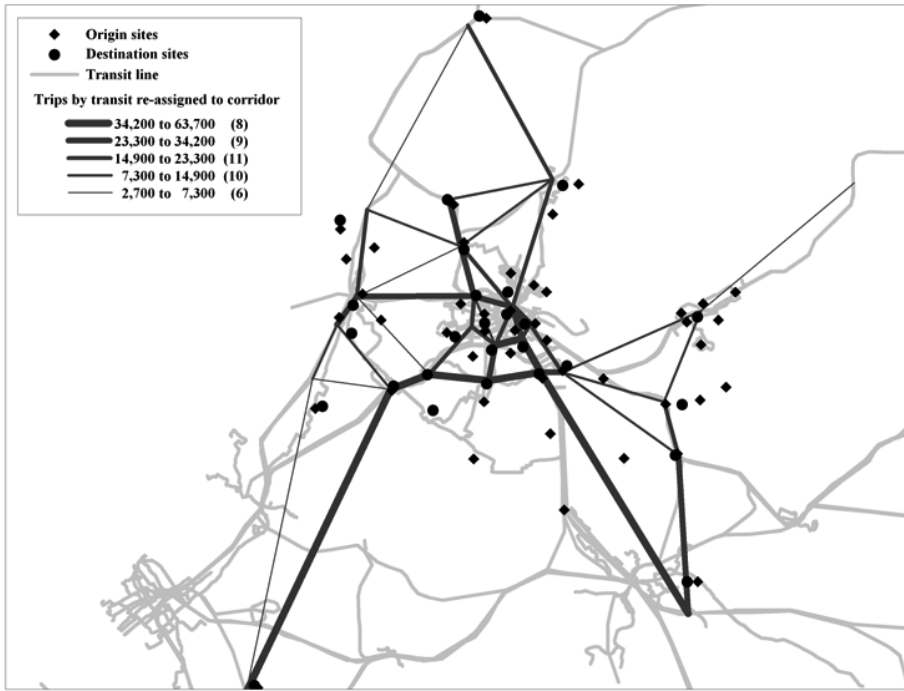 Origin sites
Destination sites
Transit line
Trips by transit re-assigned to corridor
34,200 to 63,700 (8)
23,300 to 34,200 (9)
14,900 to 23,300 (11)
7,300 to 14,900 (10)
2,700 to 7,300 (6)